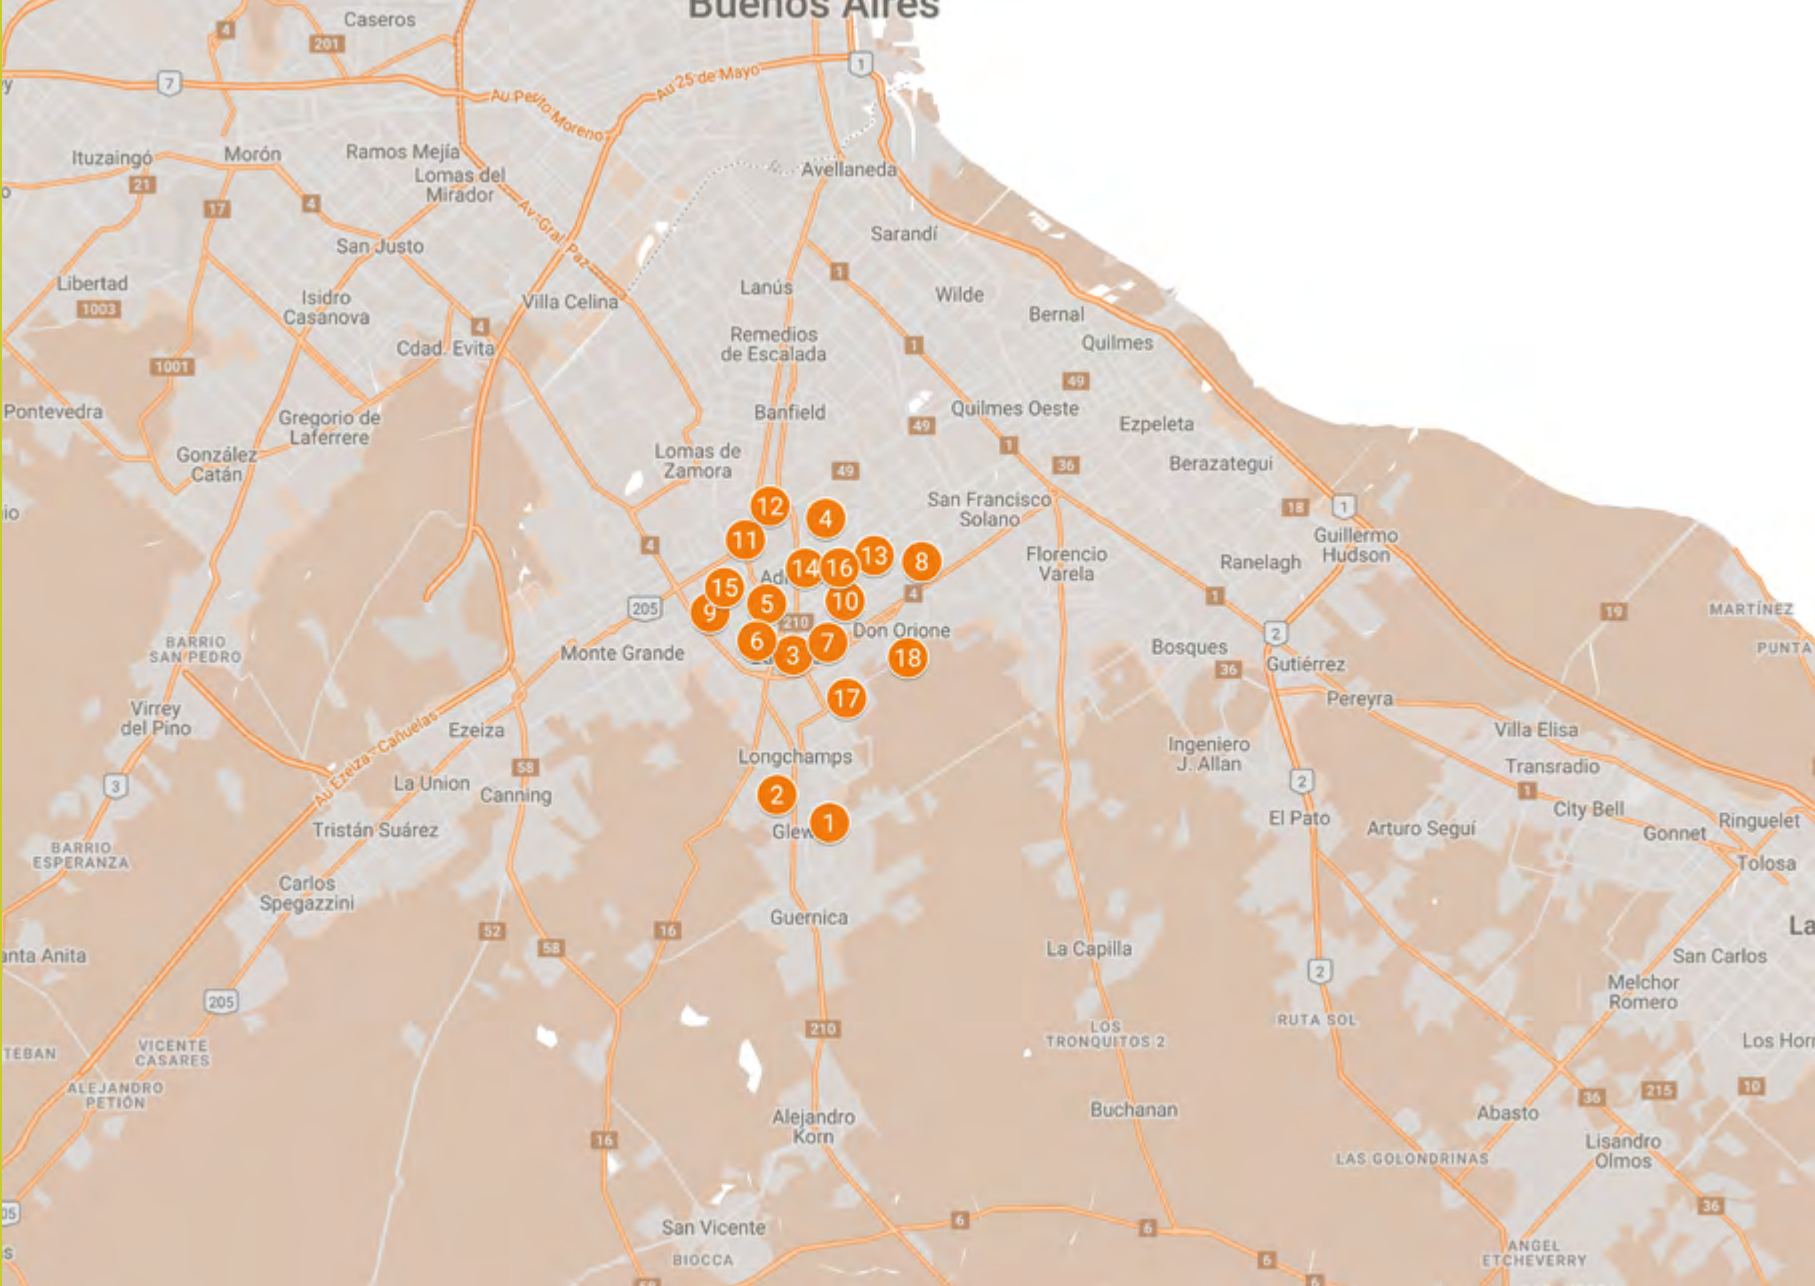 Buenos Aires
Caseros
4
201
1
7
Au 25 de Mayo
Au Perito Moreno
Ituzaingó
Morón
Ramos Mejía
Lomas del
Mirador
Avellaneda
21
17
4
Av. Gral. Paz
Sarandí
San Justo
1
Libertad
1003
Isidro
Casanova
Villa Celina
Lanús
Wilde
Bernal
4
Cdad. Evita
Remedios
de Escalada
1
Quilmes
1001
49
Pontevedra
Gregorio de
Laferrere
Banfield
49
Quilmes Oeste
Ezpeleta
1
González
Catán
Lomas de
Zamora
49
36
Berazategui
12
4
San Francisco
Solano
18
1
11
4
Guillermo
Hudson
14
16
13
8
Florencio
Varela
Ranelagh
15
5
10
4
1
9
205
210
19
MARTÍNEZ
BARRIO
SAN PEDRO
6
3
7
Don Orione
18
2
Bosques
36
Gutiérrez
PUNTA
Monte Grande
17
Pereyra
Virrey
del Pino
Ezeiza
Au Ezeiza - Cañuelas
Villa Elisa
Longchamps
Ingeniero
J. Allan
58
Transradio
3
La Union
Canning
2
2
1
City Bell
1
Tristán Suárez
El Pato
Arturo Seguí
Gonnet
Ringuelet
BARRIO
ESPERANZA
Tolosa
Carlos
Spegazzini
Guernica
52
58
16
La Capilla
La
San Carlos
2
Melchor
Romero
205
RUTA SOL
210
LOS
TRONQUITOS 2
VICENTE
CASARES
TEBAN
Los Horr
ALEJANDRO
PETIÓN
36
215
10
Alejandro
Korn
Buchanan
Abasto
16
Lisandro
Olmos
LAS GOLONDRINAS
36
San Vicente
6
6
BIOCCA
6
ANGEL
ETCHEVERRY
6